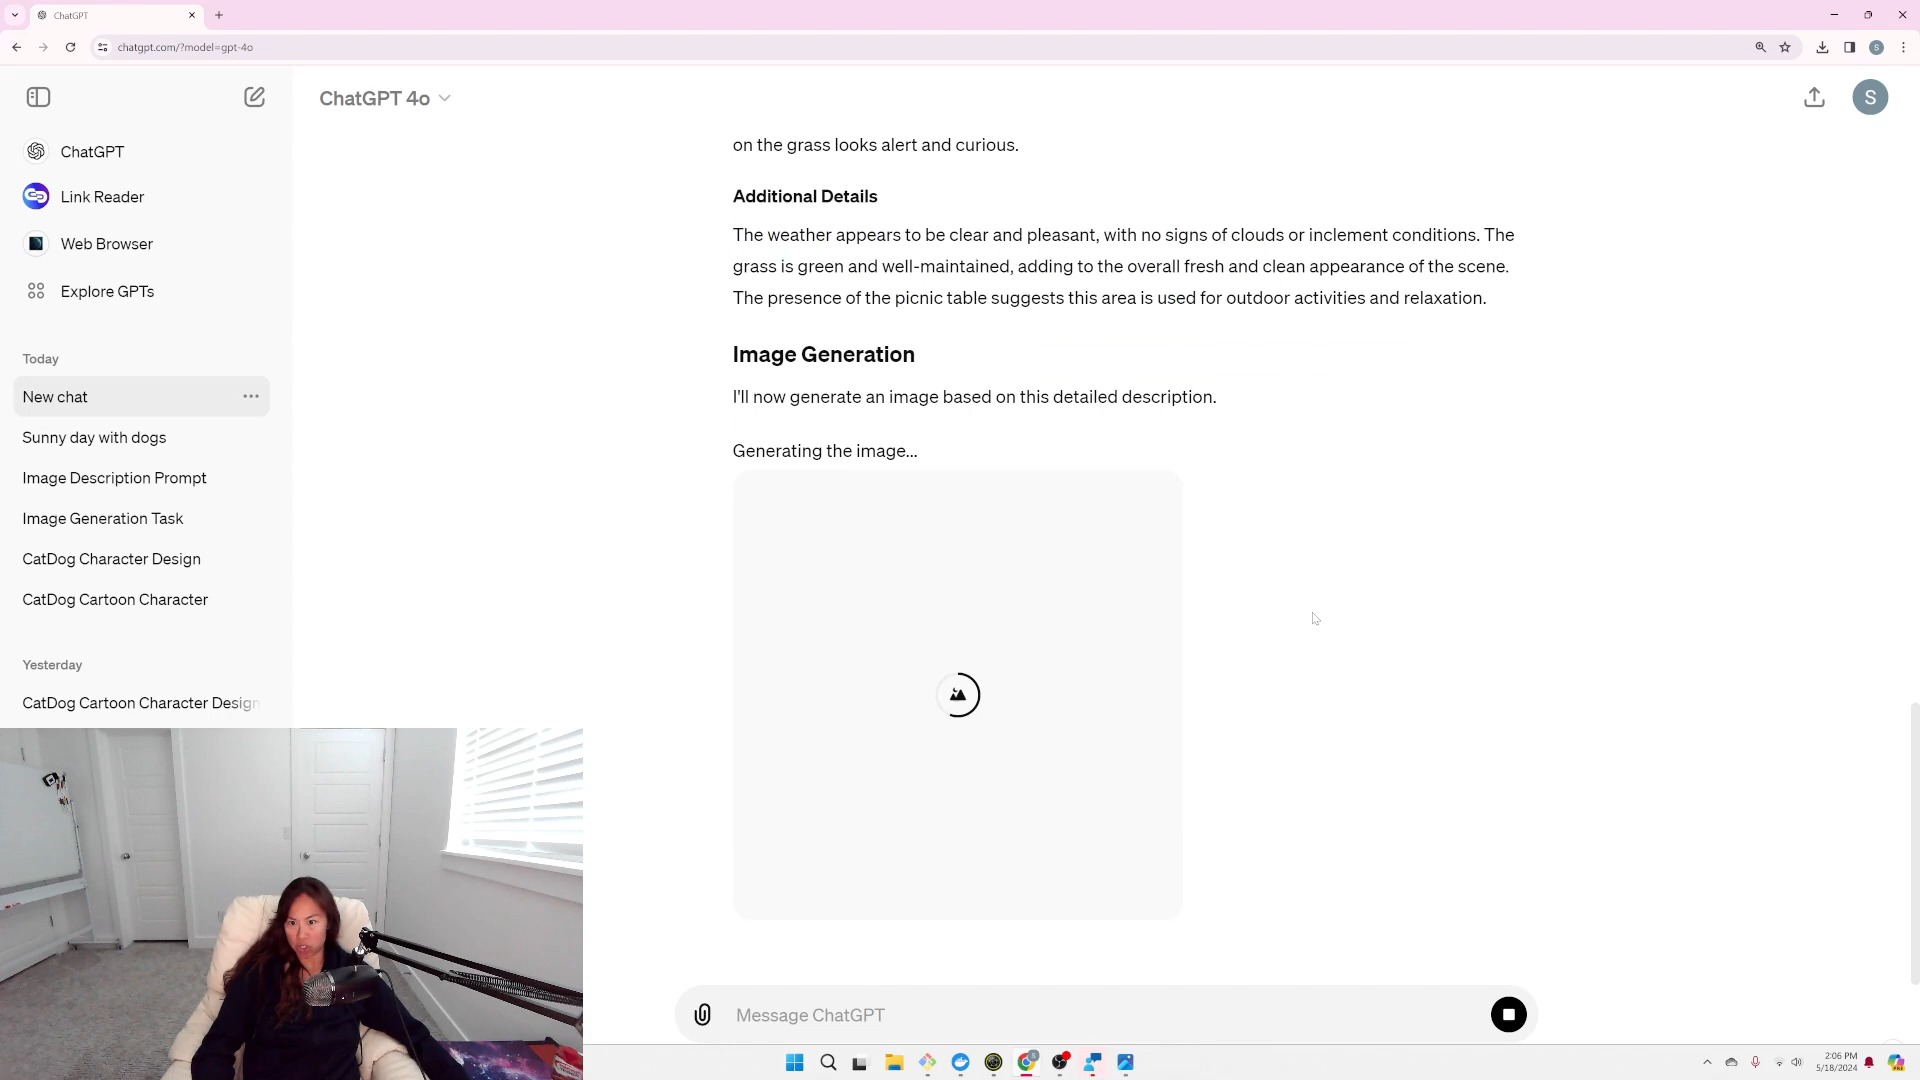 ChatGPT
chatgpt.com/?model=gpt-4o
S
ChatGPT 4o
S
ChatGPT
Link Reader
Web Browser
Explore GPTs
Today
New chat
Sunny day with dogs
Image Description Prompt
Image Generation Task
CatDog Character Design
CatDog Cartoon Character
Yesterday
CatDog Cartoon Character Design
on the grass looks alert and curious.
Additional Details
The weather appears to be clear and pleasant, with no signs of clouds or inclement conditions. The
grass is green and well-maintained, adding to the overall fresh and clean appearance of the scene.
The presence of the picnic table suggests this area is used for outdoor activities and relaxation.
Image Generation
I'll now generate an image based on this detailed description.
Generating the image...
Message ChatGPT
2:06 PM
5/18/2024